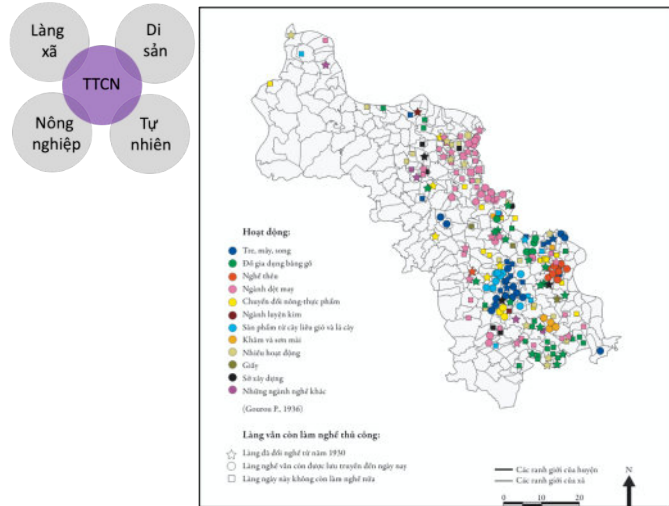 Làng
xã
Di
sản
TTCN
Nông
nghiệp
Tự
nhiên
Hoạt động:
Tre, mây, song
Đồ gia dụng bằng gỗ
Nghề thêu
Ngành dệt may
Chuyển đổi nông-thực phẩm
Ngành luyện kim
Sản phẩm từ cây liễu giỏ và lá cây
Khảm và sơn mài
Nhiều hoạt động
Giấy
Sở xây dựng
Những ngành nghề khác
(Gourou P., 1936)
Làng vẫn còn làm nghề thủ công:
Làng đã đổi nghề từ năm 1930
Làng nghề vẫn còn được lưu truyền đến ngày nay
Làng ngày nảy không còn làm nghề nữa
Các ranh giới của huyện
Các ranh giới của xã
N
0 10 20